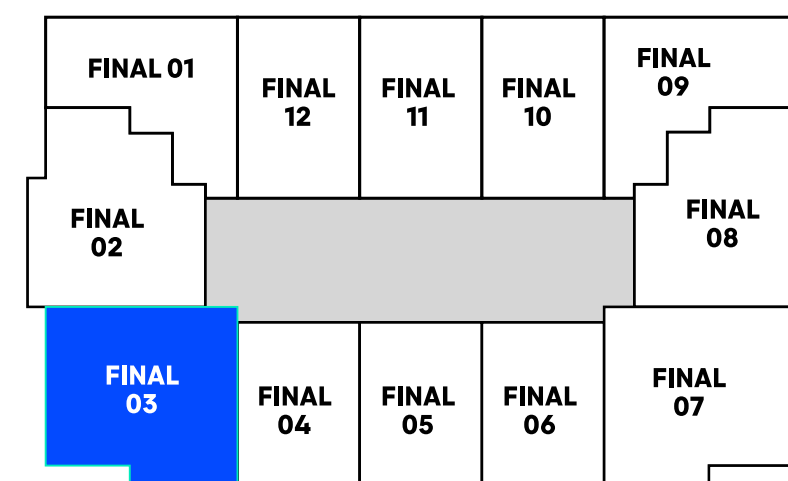 FINAL 01
FINAL
12
FINAL
11
FINAL
10
FINAL
09
FINAL
02
FINAL
08
FINAL
03
FINAL
04
FINAL
05
FINAL
06
FINAL
07